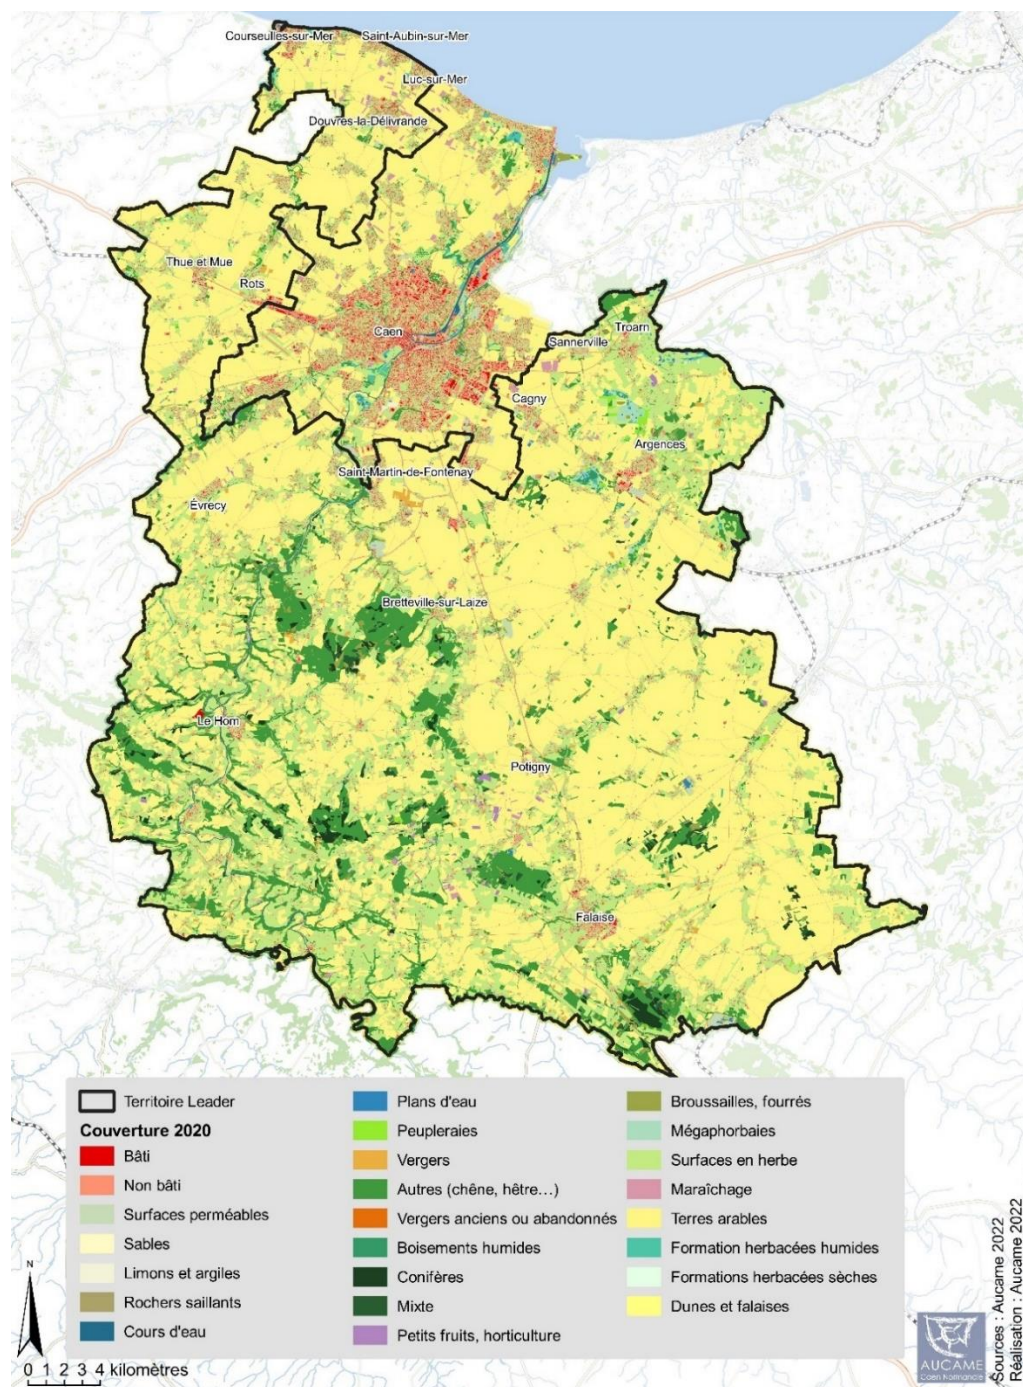 Courseulles-sur-Mer
Saint-Aubin-sur-Mer
Luc-sur-Mer
Douvres-la-Délivrande
Thue et Mue
Rots
Caen
Troarn
Sannerville
Cagny
Argences
Saint-Martin-de-Fontenay
Évrecy
Bretteville-sur-Laize
Le Hom
Potigny
Falaise
Territoire Leader
Couverture 2020
Bâti
Non bâti
Surfaces perméables
Sables
Limons et argiles
Rochers saillants
Cours d'eau
Plans d'eau
Peupleraies
Vergers
Autres (chêne, hêtre...)
Vergers anciens ou abandonnés
Boisements humides
Conifères
Mixte
Petits fruits, horticulture
Broussailles, fourrés
Mégaphorbaies
Surfaces en herbe
Maraîchage
Terres arables
Formation herbacées humides
Formations herbacées sèches
Dunes et falaises
N
0 1 2 3 4 kilomètres
AUCAME
Caen Normandie
Sources : Aucame 2022
Réalisation : Aucame 2022